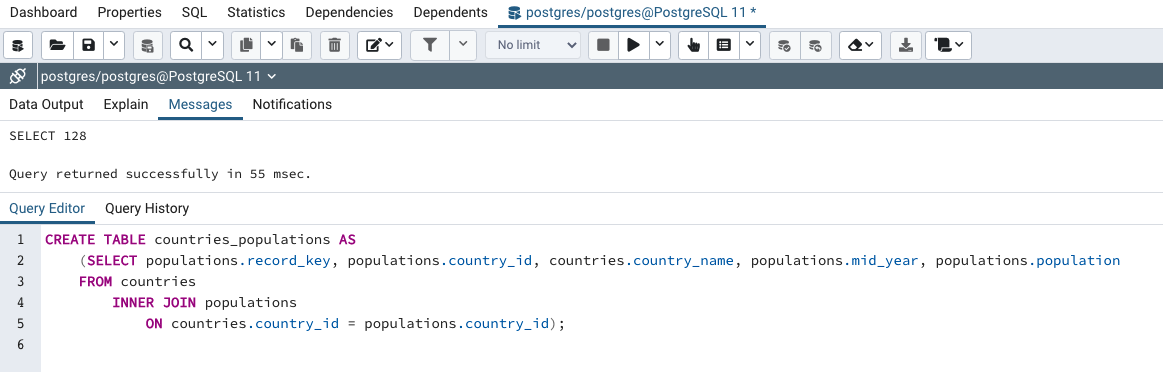 Dashboard Properties SQL Statistics Dependencies Dependents postgres/postgres@PostgreSQL 11 *
No limit
postgres/postgres@PostgreSQL 11
Data Output Explain Messages Notifications
SELECT 128
Query returned successfully in 55 msec.
Query Editor Query History
1 CREATE TABLE countries_populations AS
2 (SELECT populations.record_key, populations.country_id, countries.country_name, populations.mid_year, populations.population
3 FROM countries
4 INNER JOIN populations
5 ON countries.country_id = populations.country_id);
6